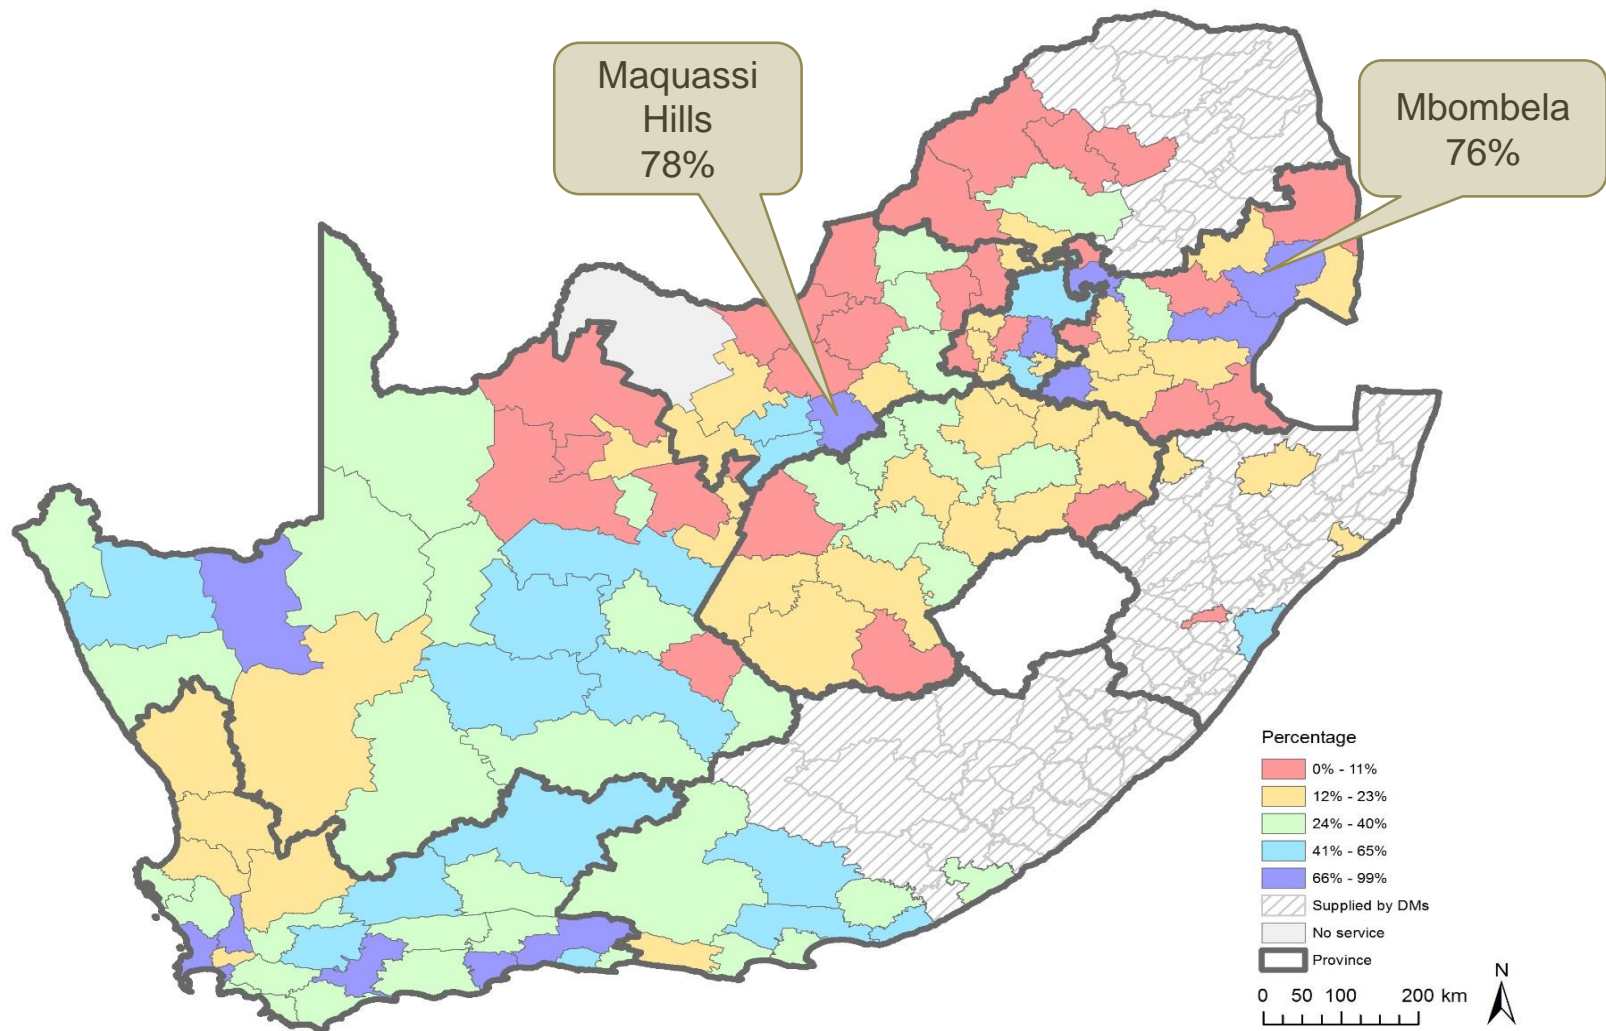 Maquassi
Hills
78%
Mbombela
76%
Percentage
0% - 11%
12% - 23%
24% - 40%
41% - 65%
66% - 99%
Supplied by DMs
No service
Province
N
0 50 100 200 km